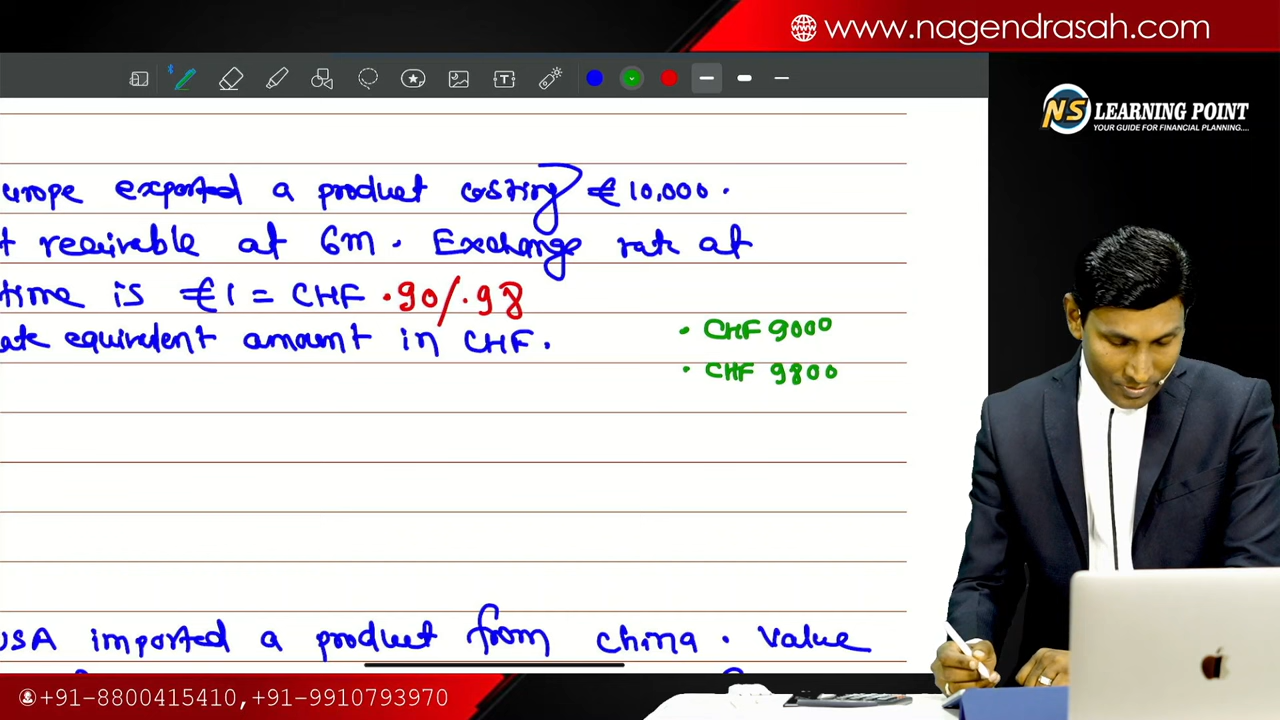 www.nagendrasah.com
NS LEARNING POINT
YOUR GUIDE FOR FINANCIAL PLANNING....
urope exported a product costing €10,000.
t receivable at 6m. Exchange rate at
time is €1 = CHF .90/.98
ate equivalent amount in CHF.
. CHF 9000
. CHF 9800
USA imported a product from China. Value
+91-8800415410,+91-9910793970